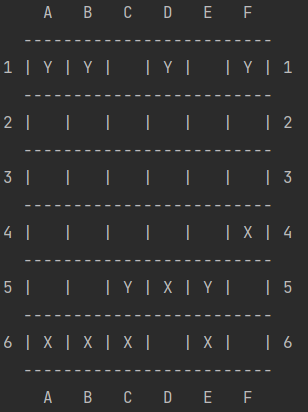 A   B   C   D   E   F
  -------------------------
1 | Y | Y |   | Y |   | Y | 1
  -------------------------
2 |   |   |   |   |   |   | 2
  -------------------------
3 |   |   |   |   |   |   | 3
  -------------------------
4 |   |   |   |   |   | X | 4
  -------------------------
5 |   |   | Y | X | Y |   | 5
  -------------------------
6 | X | X | X |   | X |   | 6
  -------------------------
    A   B   C   D   E   F